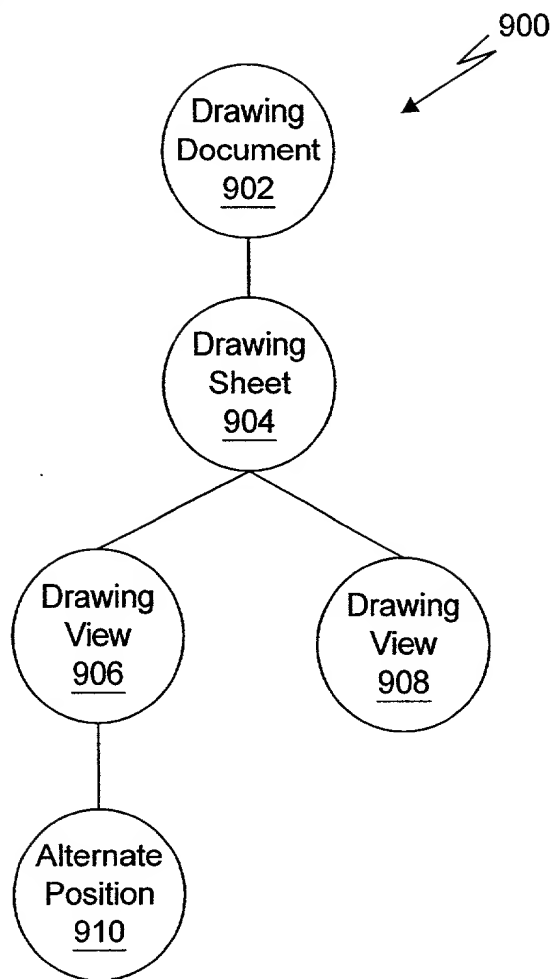 900
Drawing
Document
902
Drawing
Sheet
904
Drawing
View
906
Drawing
View
908
Alternate
Position
910